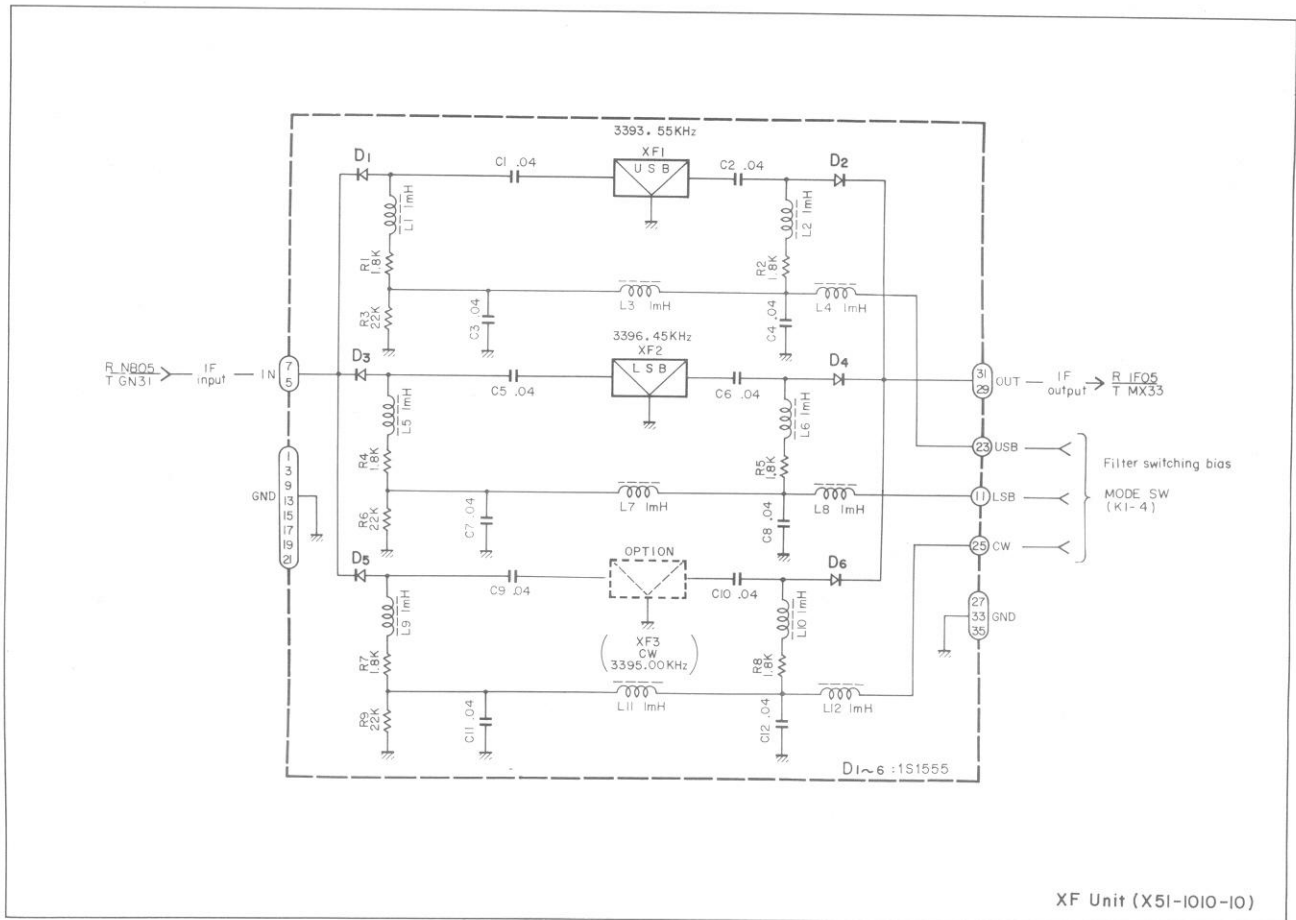 3393.55KHz
XF1
USB
D1
C1 .04
C2 .04
D2
L1 1mH
L2 1mH
R1
1.8K
R2
1.8K
L3 1mH
L4 1mH
R3
22K
C3 .04
C4 .04
3396.45KHz
XF2
LSB
R NB05
T GN31
IF
input
IN
7
5
D3
C5 .04
C6 .04
D4
31
29
OUT
IF
output
R IF05
T MX33
L5 1mH
L6 1mH
R4
1.8K
R5
1.8K
23 USB
Filter switching bias
11 LSB
MODE SW
(K1-4)
25 CW
GND
1
3
9
13
15
17
19
21
L7 1mH
L8 1mH
R6
22K
C7 .04
C8 .04
OPTION
D5
C9 .04
C10 .04
D6
27
33
35
GND
L9 1mH
L10 1mH
XF3
CW
3395.00KHz
R7
1.8K
R8
1.8K
L11 1mH
L12 1mH
R9
22K
C11 .04
C12 .04
D1~6 :1S1555
XF Unit (X51-1010-10)